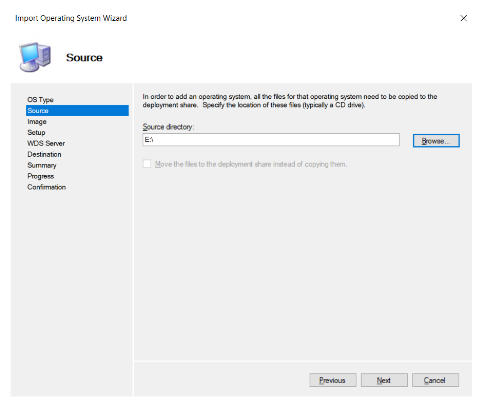 Import Operating System Wizard
Source
OS Type
Source
Image
Setup
WDS Server
Destination
Summary
Progress
Confirmation
In order to add an operating system, all the files for that operating system need to be copied to the
deployment share. Specify the location of these files (typically a CD drive).
Source directory:
E:\
Browse...
Move the files to the deployment share instead of copying them.
Previous
Next
Cancel